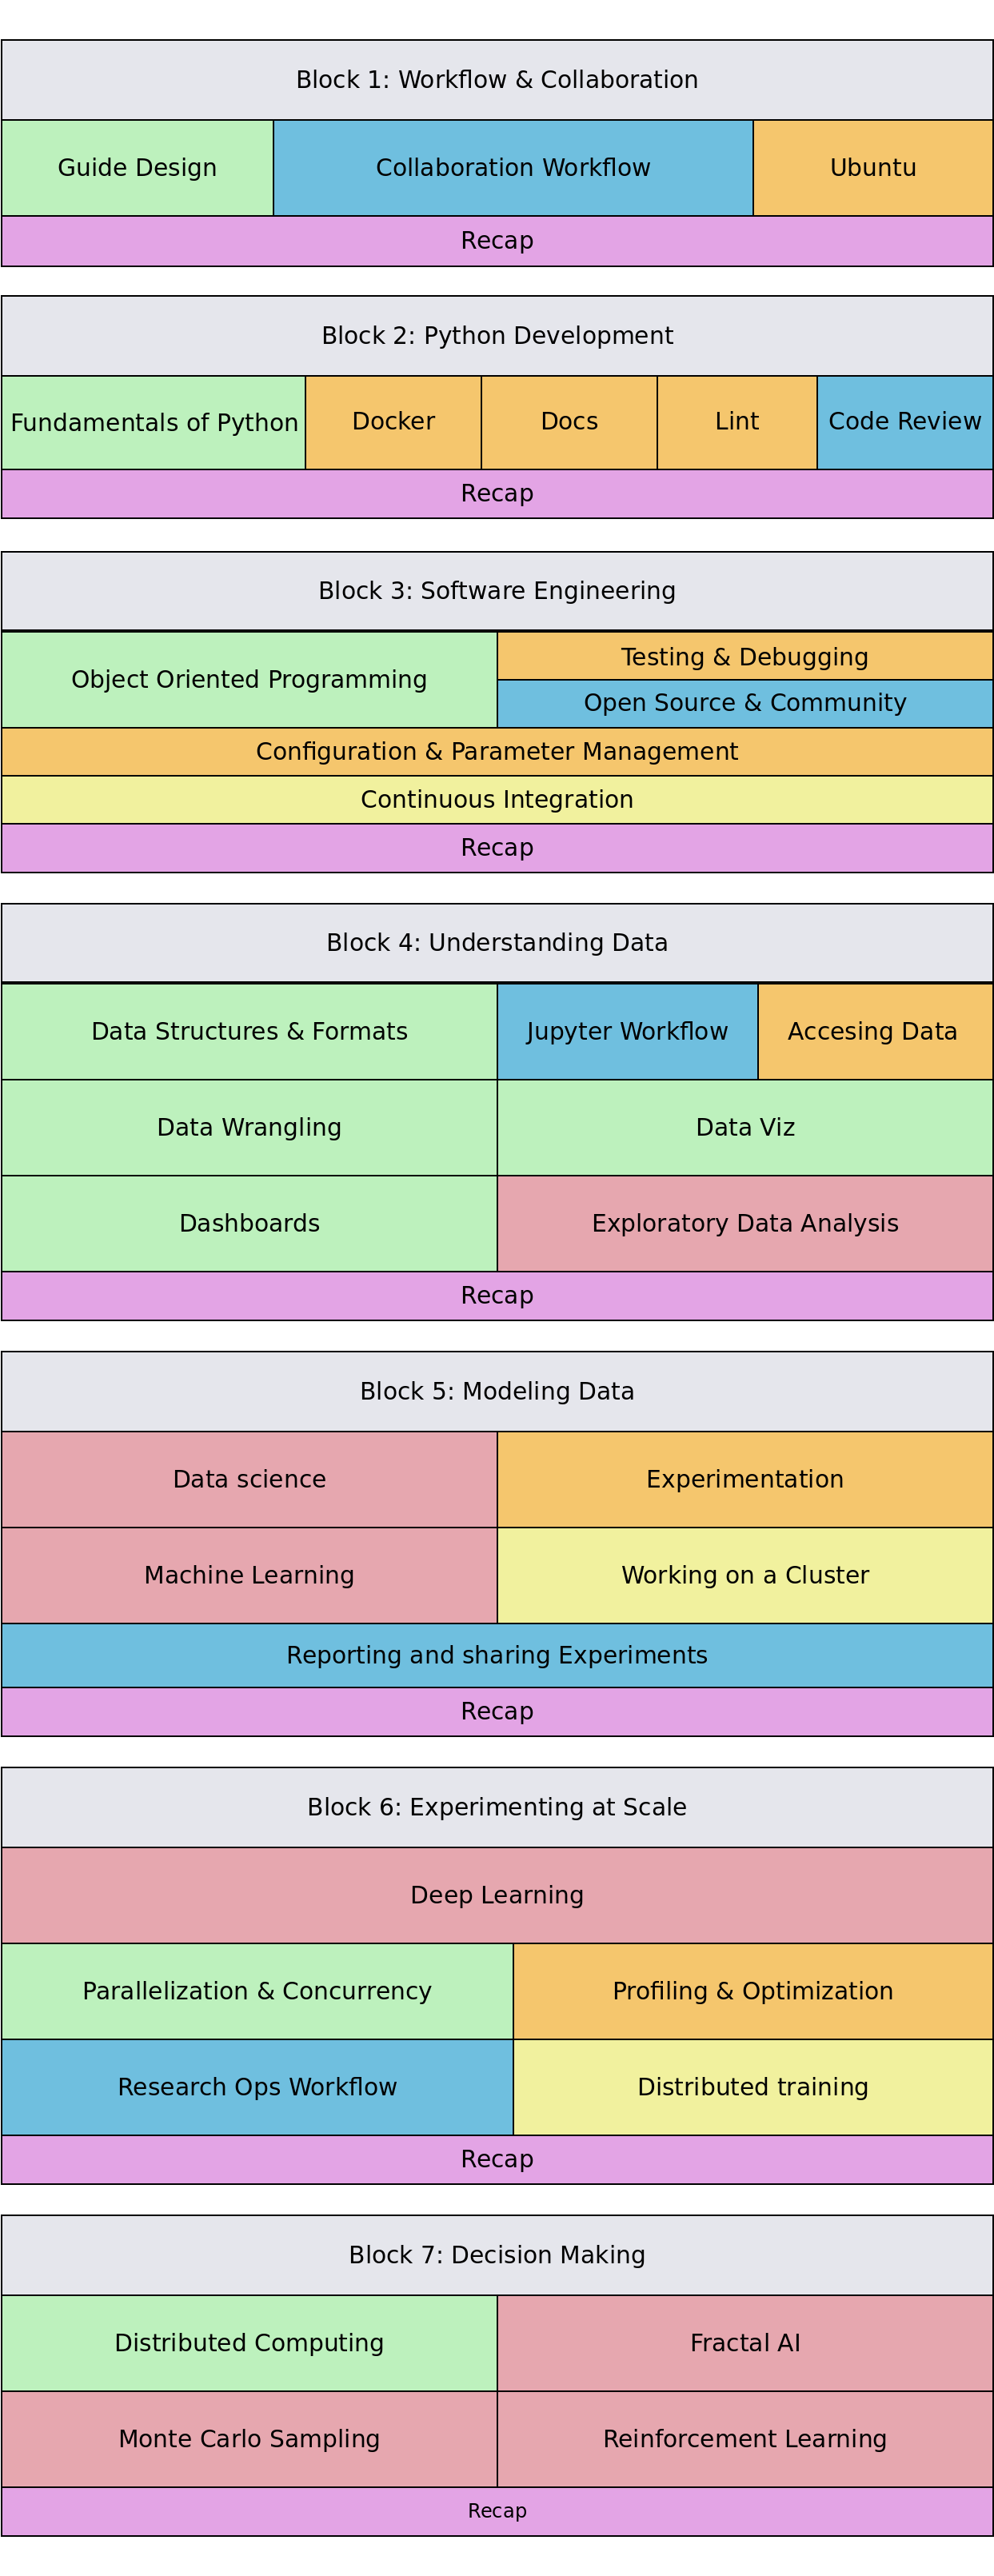 Block 1: Workflow & Collaboration
Guide Design
Collaboration Workflow
Ubuntu
Recap
Block 2: Python Development
Fundamentals of Python
Docker
Docs
Lint
Code Review
Recap
Block 3: Software Engineering
Object Oriented Programming
Testing & Debugging
Open Source & Community
Configuration & Parameter Management
Continuous Integration
Recap
Block 4: Understanding Data
Data Structures & Formats
Jupyter Workflow
Accesing Data
Data Wrangling
Data Viz
Dashboards
Exploratory Data Analysis
Recap
Block 5: Modeling Data
Data science
Experimentation
Machine Learning
Working on a Cluster
Reporting and sharing Experiments
Recap
Block 6: Experimenting at Scale
Deep Learning
Parallelization & Concurrency
Profiling & Optimization
Research Ops Workflow
Distributed training
Recap
Block 7: Decision Making
Distributed Computing
Fractal AI
Monte Carlo Sampling
Reinforcement Learning
Recap